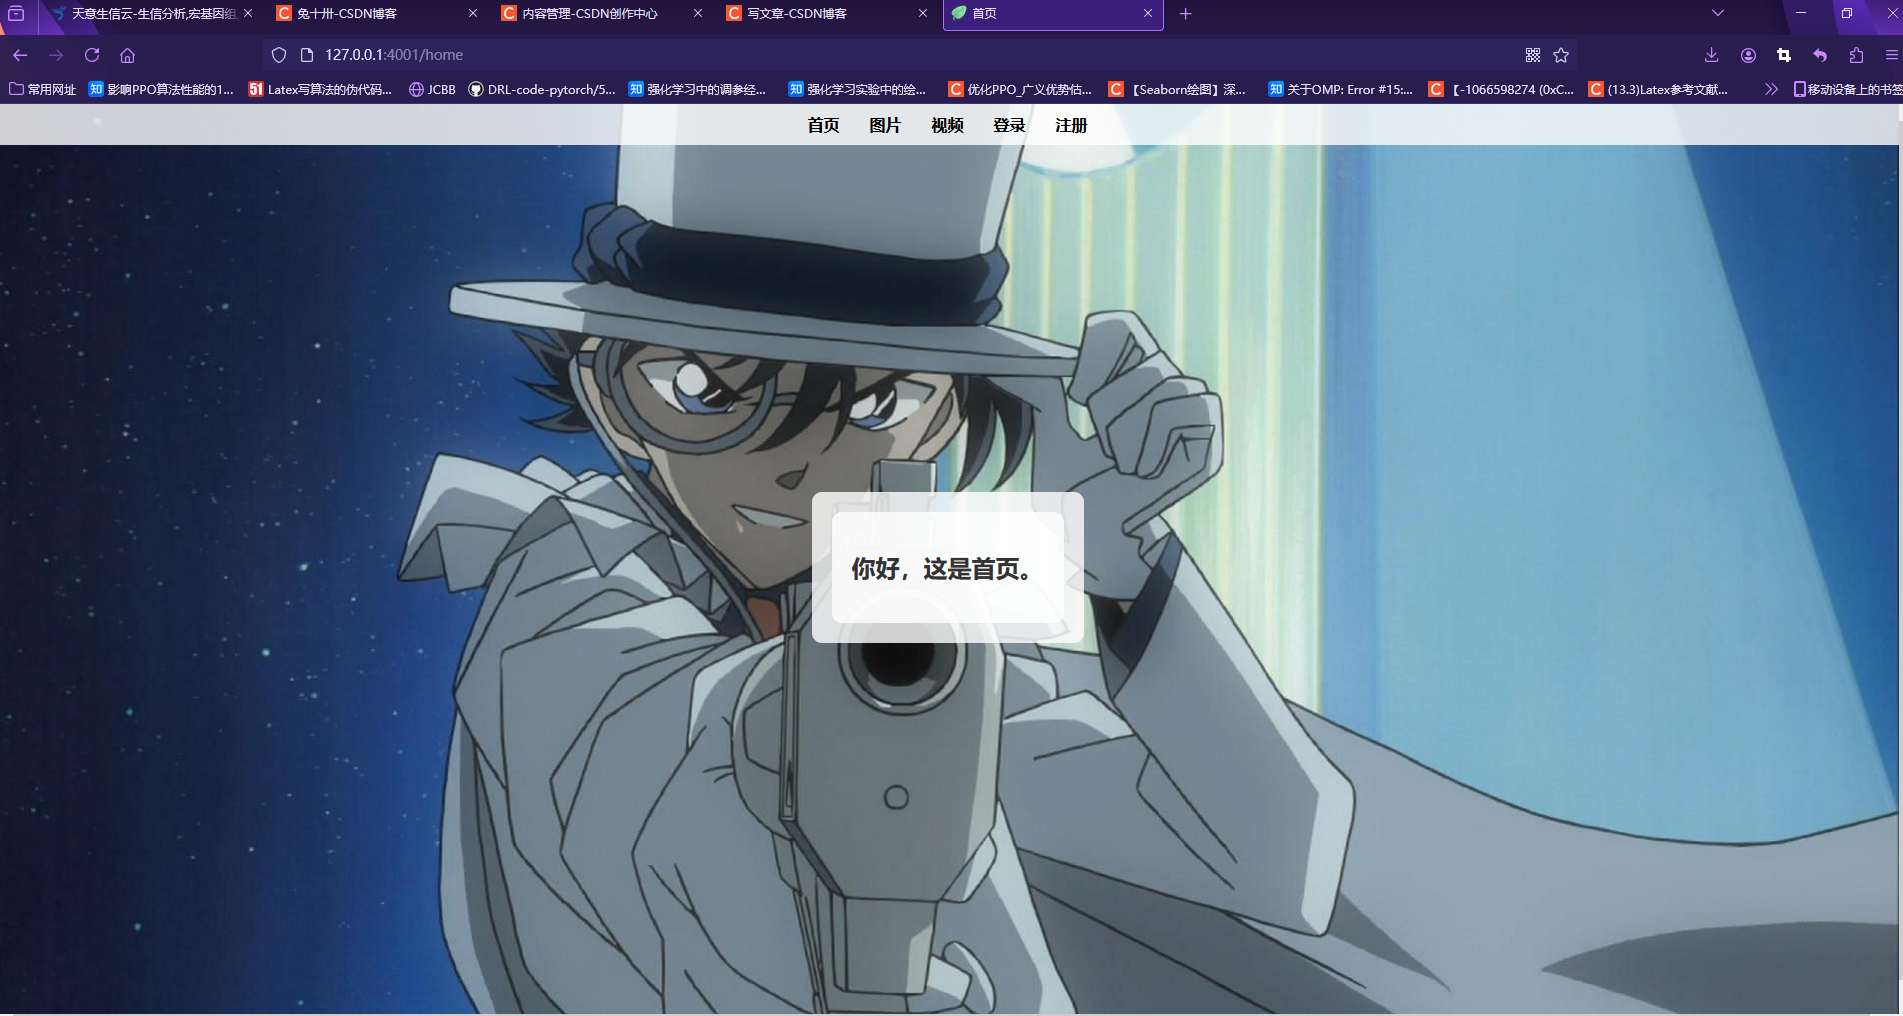 天意生信云-生信分析,宏基因组,
兔十卅-CSDN博客
内容管理-CSDN创作中心
写文章-CSDN博客
首页
127.0.0.1:4001/home
常用网址
影响PPO算法性能的1...
Latex写算法的伪代码...
JCBB
DRL-code-pytorch/5...
强化学习中的调参经...
强化学习实验中的绘...
优化PPO_广义优势估...
【Seaborn绘图】深...
关于OMP: Error #15:...
【-1066598274 (0xC...
(13.3)Latex参考文献...
移动设备上的书签
首页 图片 视频 登录 注册
你好，这是首页。